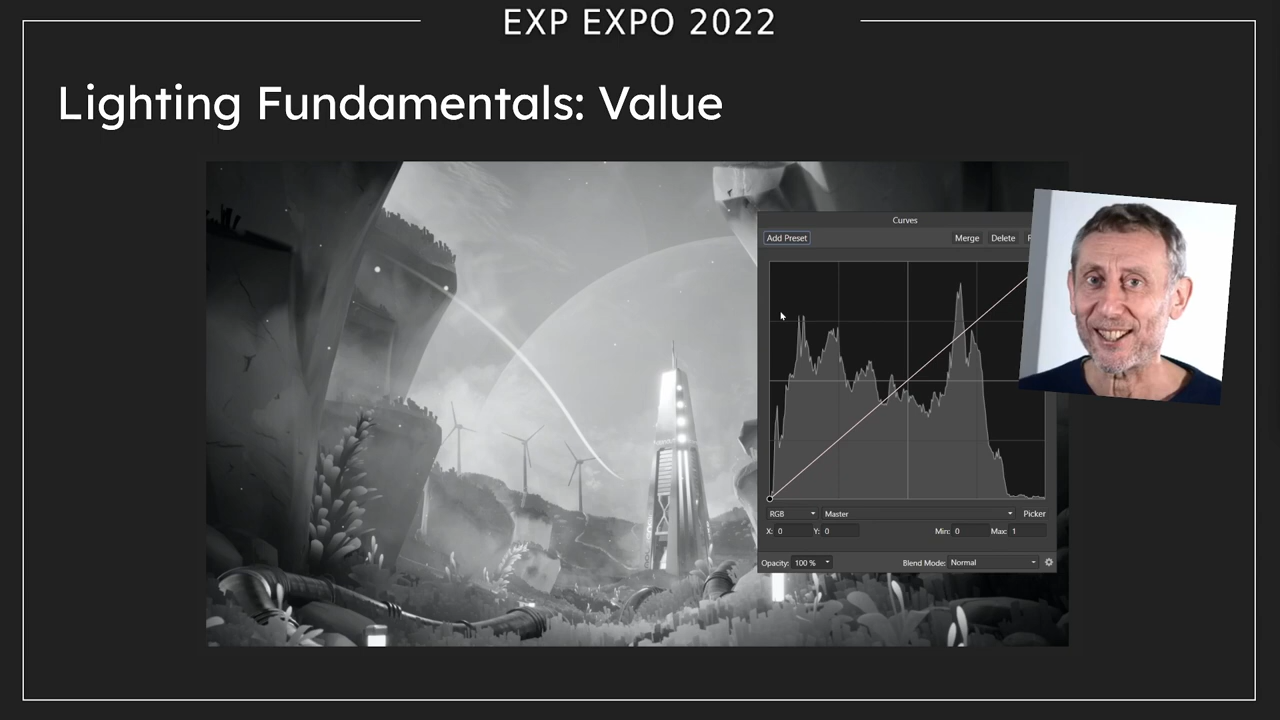 EXP EXPO 2022
Lighting Fundamentals: Value
Curves
Add Preset Merge Delete
RGB Master Picker
X: 0 Y: 0 Min: 0 Max: 1
Opacity: 100 % Blend Mode: Normal